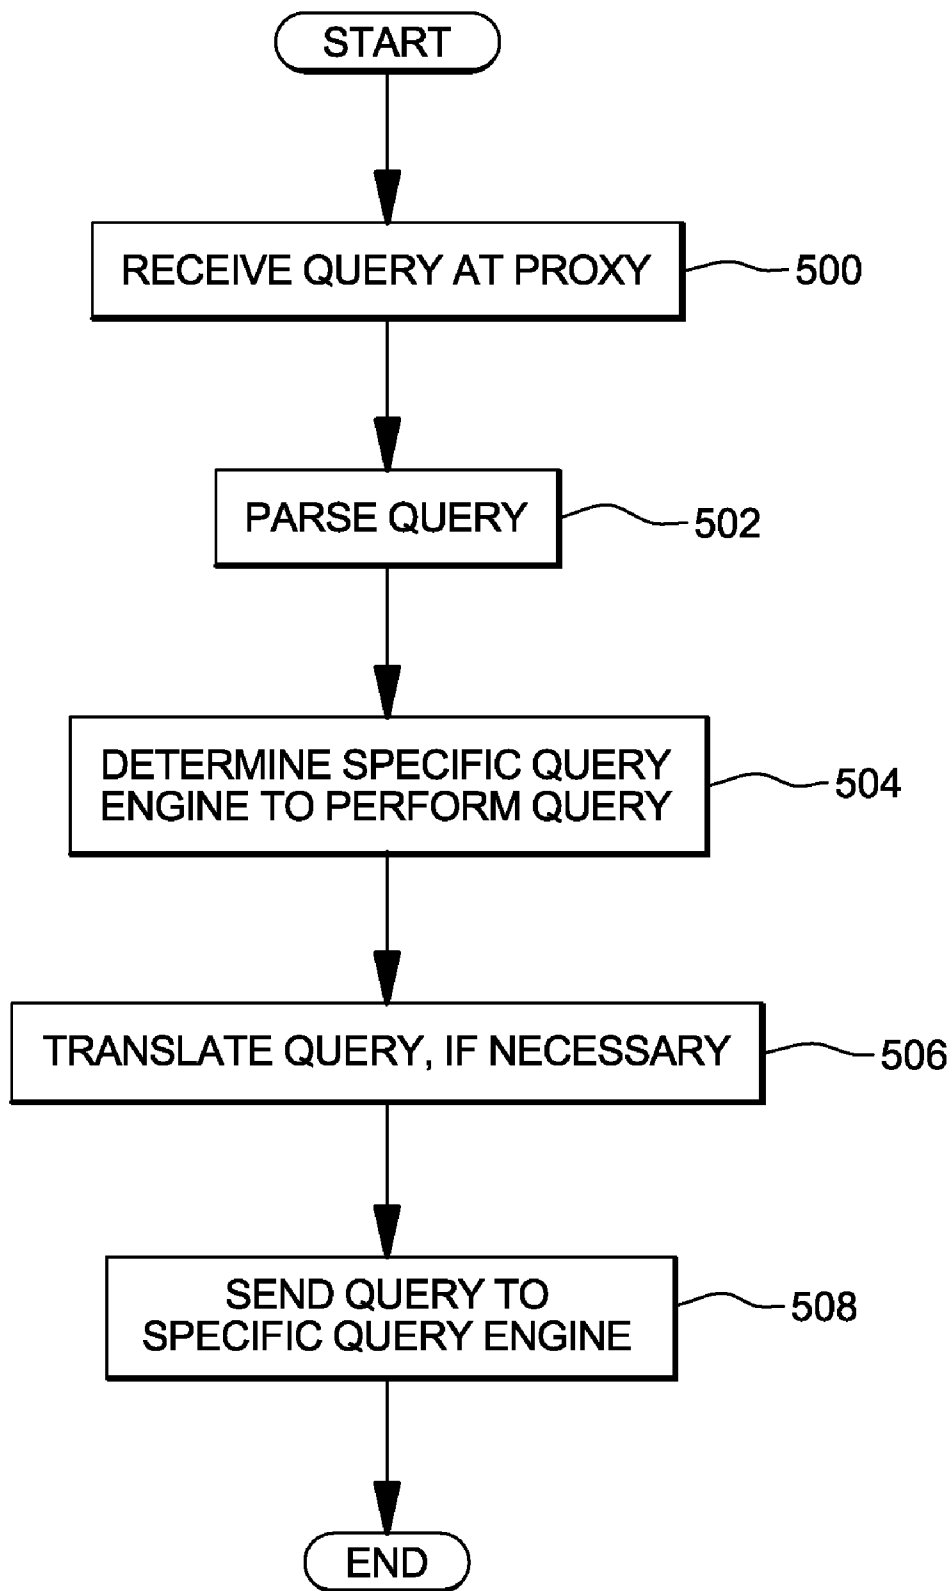 START
RECEIVE QUERY AT PROXY
500
PARSE QUERY
502
DETERMINE SPECIFIC QUERY
ENGINE TO PERFORM QUERY
504
TRANSLATE QUERY, IF NECESSARY
506
SEND QUERY TO
SPECIFIC QUERY ENGINE
508
END